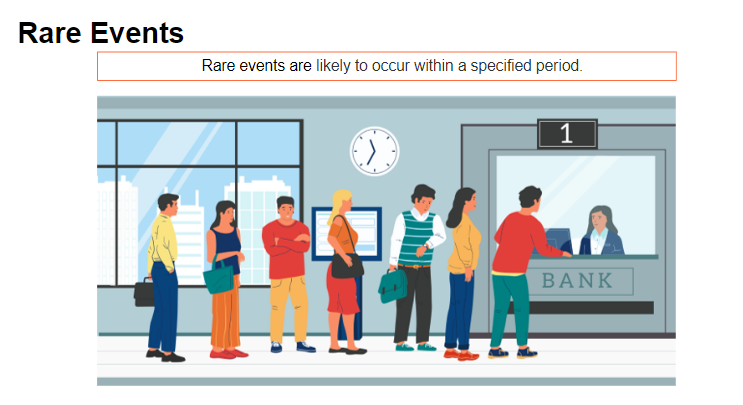 Rare Events
Rare events are likely to occur within a specified period.
1
BANK